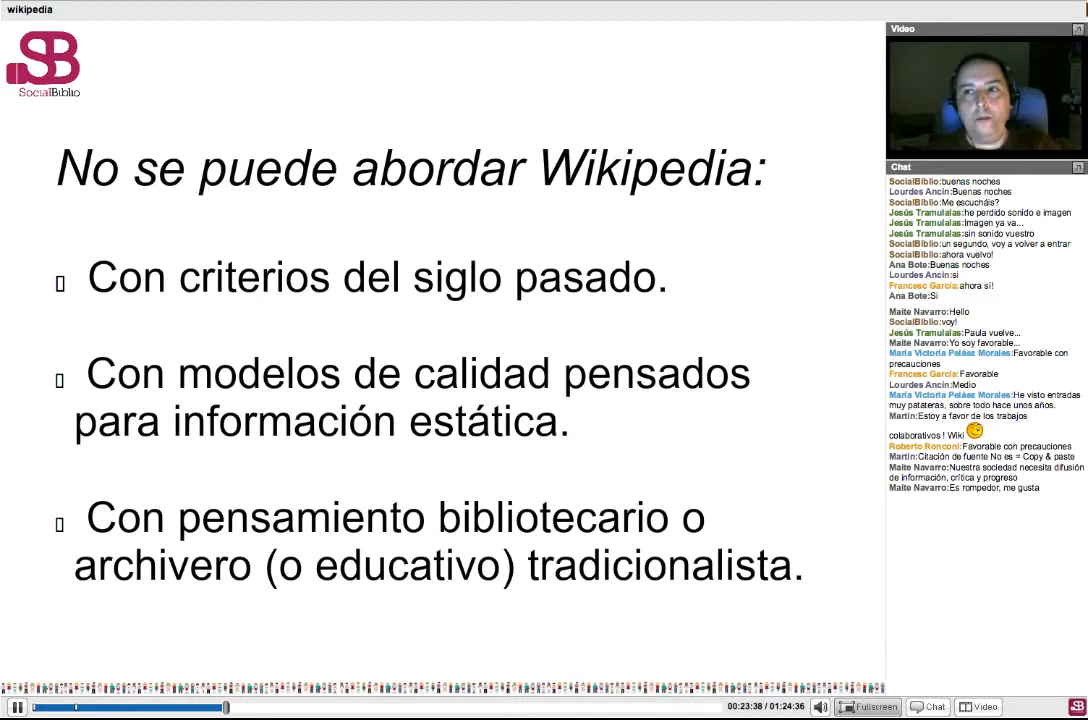 wikipedia
SB
SocialBiblio
No se puede abordar Wikipedia:
Con criterios del siglo pasado.
Con modelos de calidad pensados
para información estática.
Con pensamiento bibliotecario o
archivero (o educativo) tradicionalista.
Video
Chat
SocialBiblio:buenas noches
Lourdes Ancin:Buenas noches
SocialBiblio:Me escucháis?
Jesús Tramullas:he perdido sonido e imagen
Jesús Tramullas:Imagen ya va...
Jesús Tramullas:sin sonido vuestro
SocialBiblio:un segundo, voy a volver a entrar
SocialBiblio:ahora vuelvo!
Ana Bote:Buenas noches
Lourdes Ancin:si
Francesc García:ahora sí!
Ana Bote:Si
Maite Navarro:Hello
SocialBiblio:voy!
Jesús Tramullas:Paula vuelve...
Maite Navarro:Yo soy favorable...
María Victoria Peláez Morales:Favorable con
precauciones
Francesc García:Favorable
Lourdes Ancin:Medio
María Victoria Peláez Morales:He visto entradas
muy patateras, sobre todo hace unos años.
Martín:Estoy a favor de los trabajos
colaborativos ! Wiki
Roberto Ronconi:Favorable con precauciones
Martín:Citación de fuente No es = Copy & paste
Maite Navarro:Nuestra sociedad necesita difusión
de información, crítica y progreso
Maite Navarro:Es rompedor, me gusta
00:23:38 / 01:24:36
Fullscreen
Chat
Video
SB